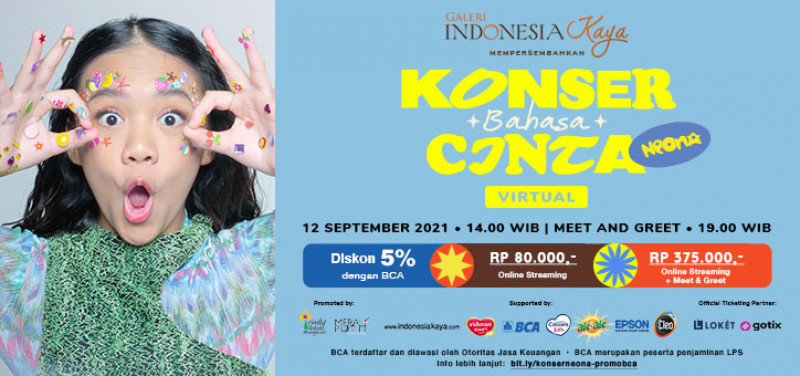 GALERI
INDONESIA Kaya
MEMPERSEMBAHKAN
KONSER
Bahasa
CINTA NEONA
VIRTUAL
12 SEPTEMBER 2021 • 14.00 WIB | MEET AND GREET • 19.00 WIB
Diskon 5%
dengan BCA
RP 80.000,-
Online Streaming
RP 375.000,-
Online Streaming
+ Meet & Greet
Promoted by:
Supported by:
Official Ticketing Partner:
www.indonesiakaya.com
BCA
EPSON
Cleo
LOKET
gotix
BCA terdaftar dan diawasi oleh Otoritas Jasa Keuangan • BCA merupakan peserta penjaminan LPS
Info lebih lanjut: bit.ly/konserneona-promobca